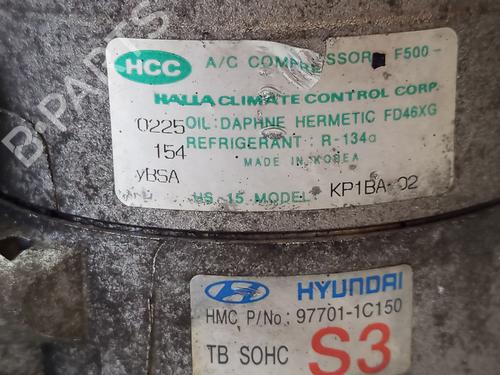 HCC A/C COMPRESSOR F500-
HALLA CLIMATE CONTROL CORP.
0225 OIL: DAPHNE HERMETIC FD46XG
154 REFRIGERANT : R-134a
MADE IN KOREA
yBSA
HS 15 MODEL KP1BA-02
HYUNDAI
HMC P/No.: 97701-1C150
TB SOHC S3
B-PARTS